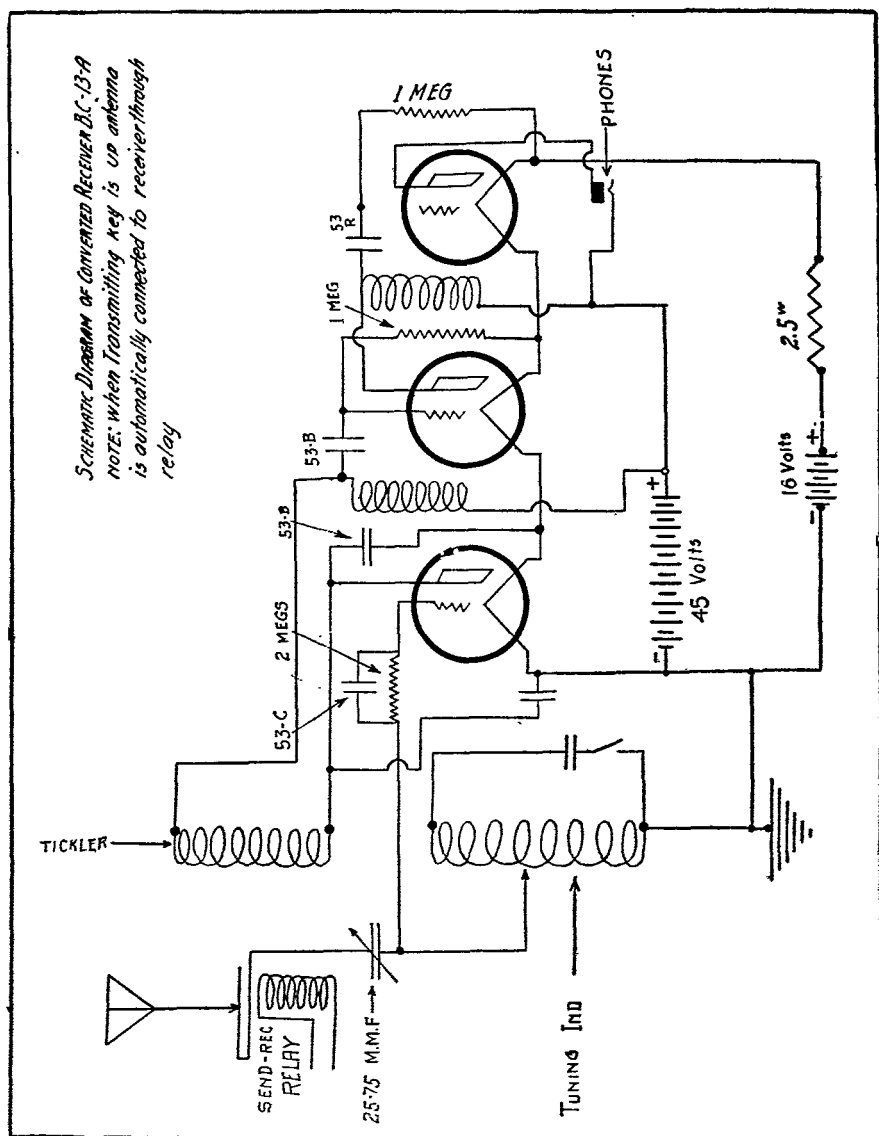 SCHEMATIC DIAGRAM OF CONVERTED RECEIVER B.C-13-A
NOTE: When Transmitting Key is UP antenna
is automatically connected to receiver through
relay
TICKLER
SEND-REC
RELAY
25-75 M.M.F
TUNING IND
53-C
2 MEGS
53-B
53-B
1 MEG
53
R
1 MEG
PHONES
- +
45 Volts
- +
16 Volts
2.5 w